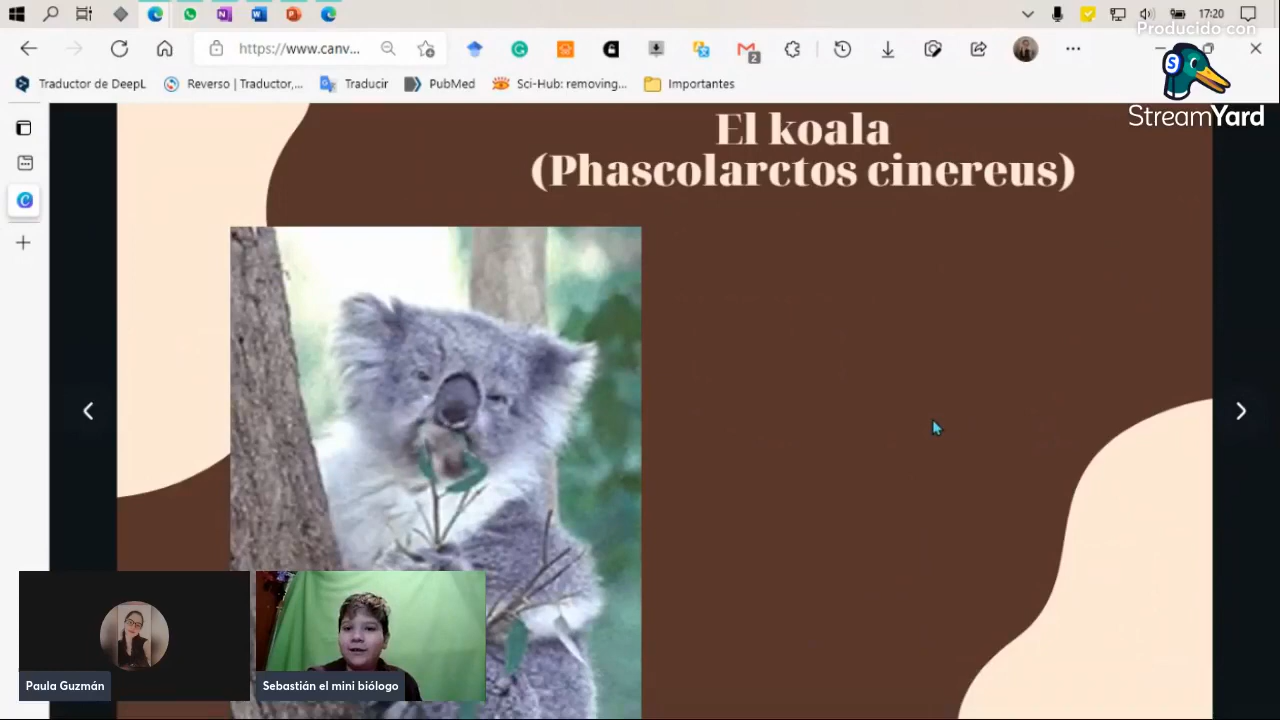 17:20
Producido con
StreamYard
https://www.canv...
2
Traductor de DeepL
Reverso | Traductor,...
Traducir
PubMed
Sci-Hub: removing...
Importantes
El koala
(Phascolarctos cinereus)
Paula Guzmán
Sebastián el mini biólogo